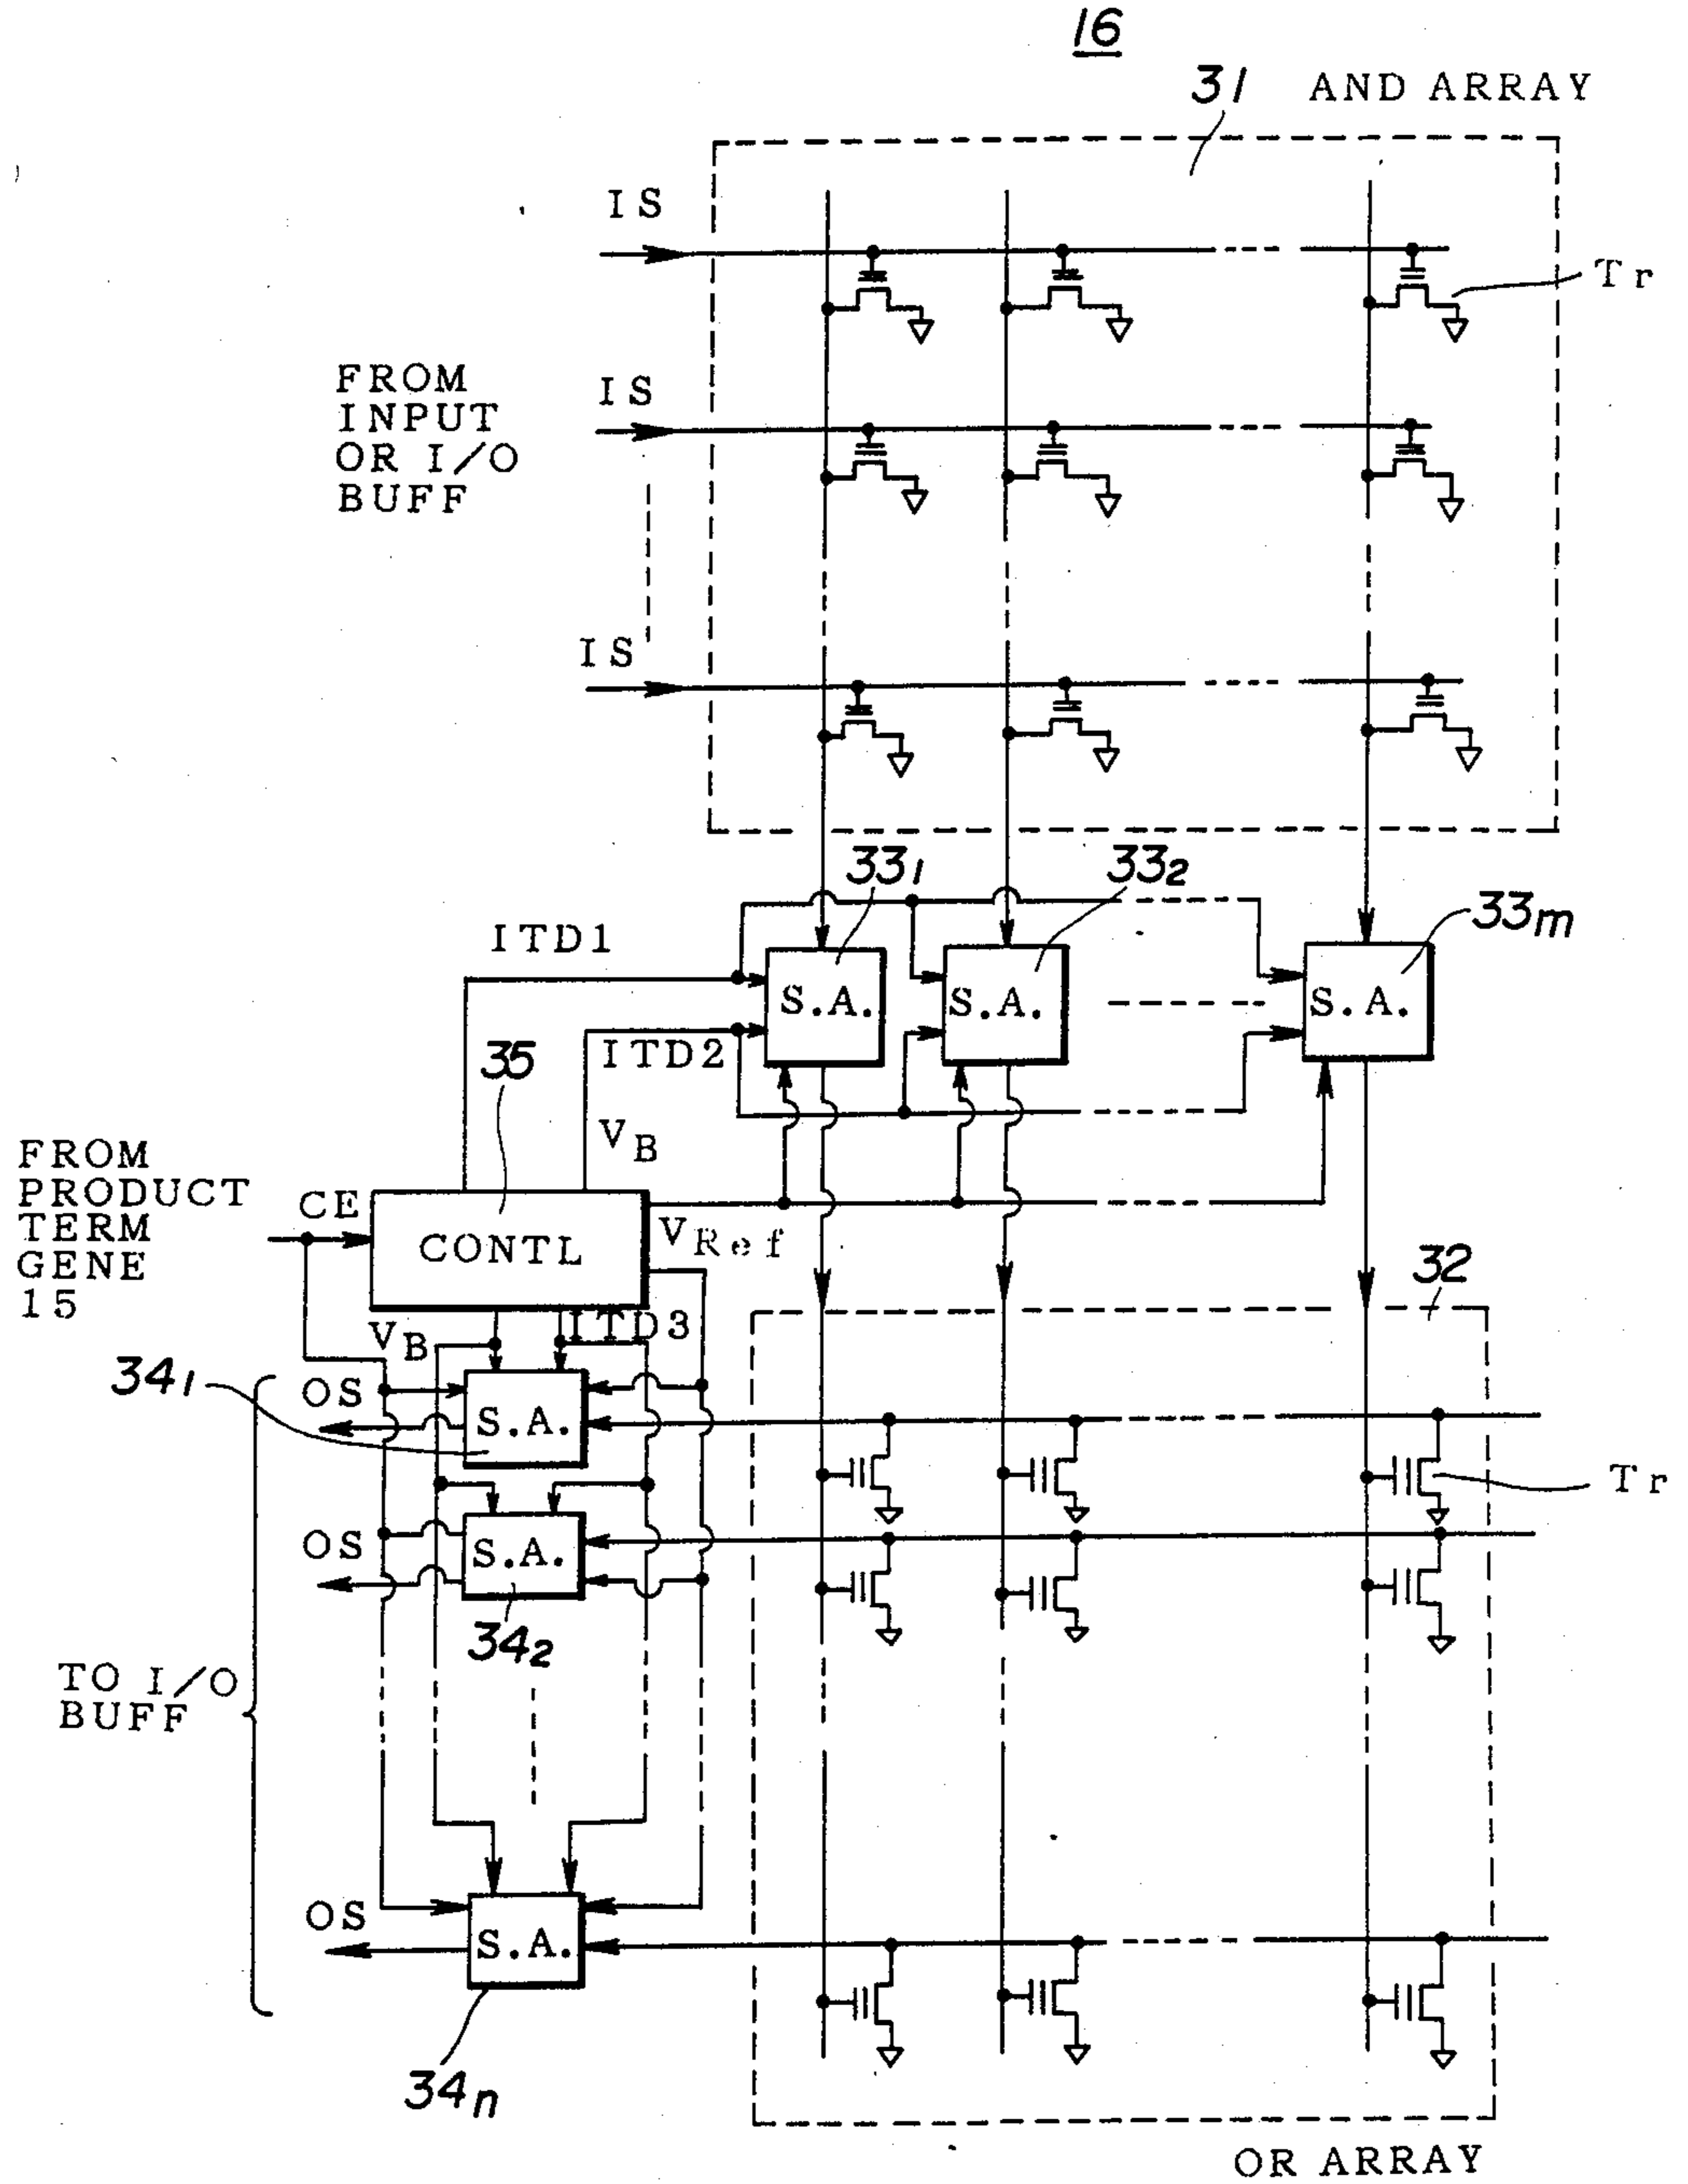 16
31 AND ARRAY
IS
Tr
FROM
INPUT
OR I/O
BUFF
IS
IS
33₁
33₂
33m
ITD1
S.A.
S.A.
S.A.
ITD2
35
VB
FROM
PRODUCT
TERM
GENE
15
CE
CONTL
VRef
32
VB
ITD3
34₁
OS
S.A.
Tr
OS
S.A.
34₂
TO I/O
BUFF
OS
S.A.
34n
OR ARRAY